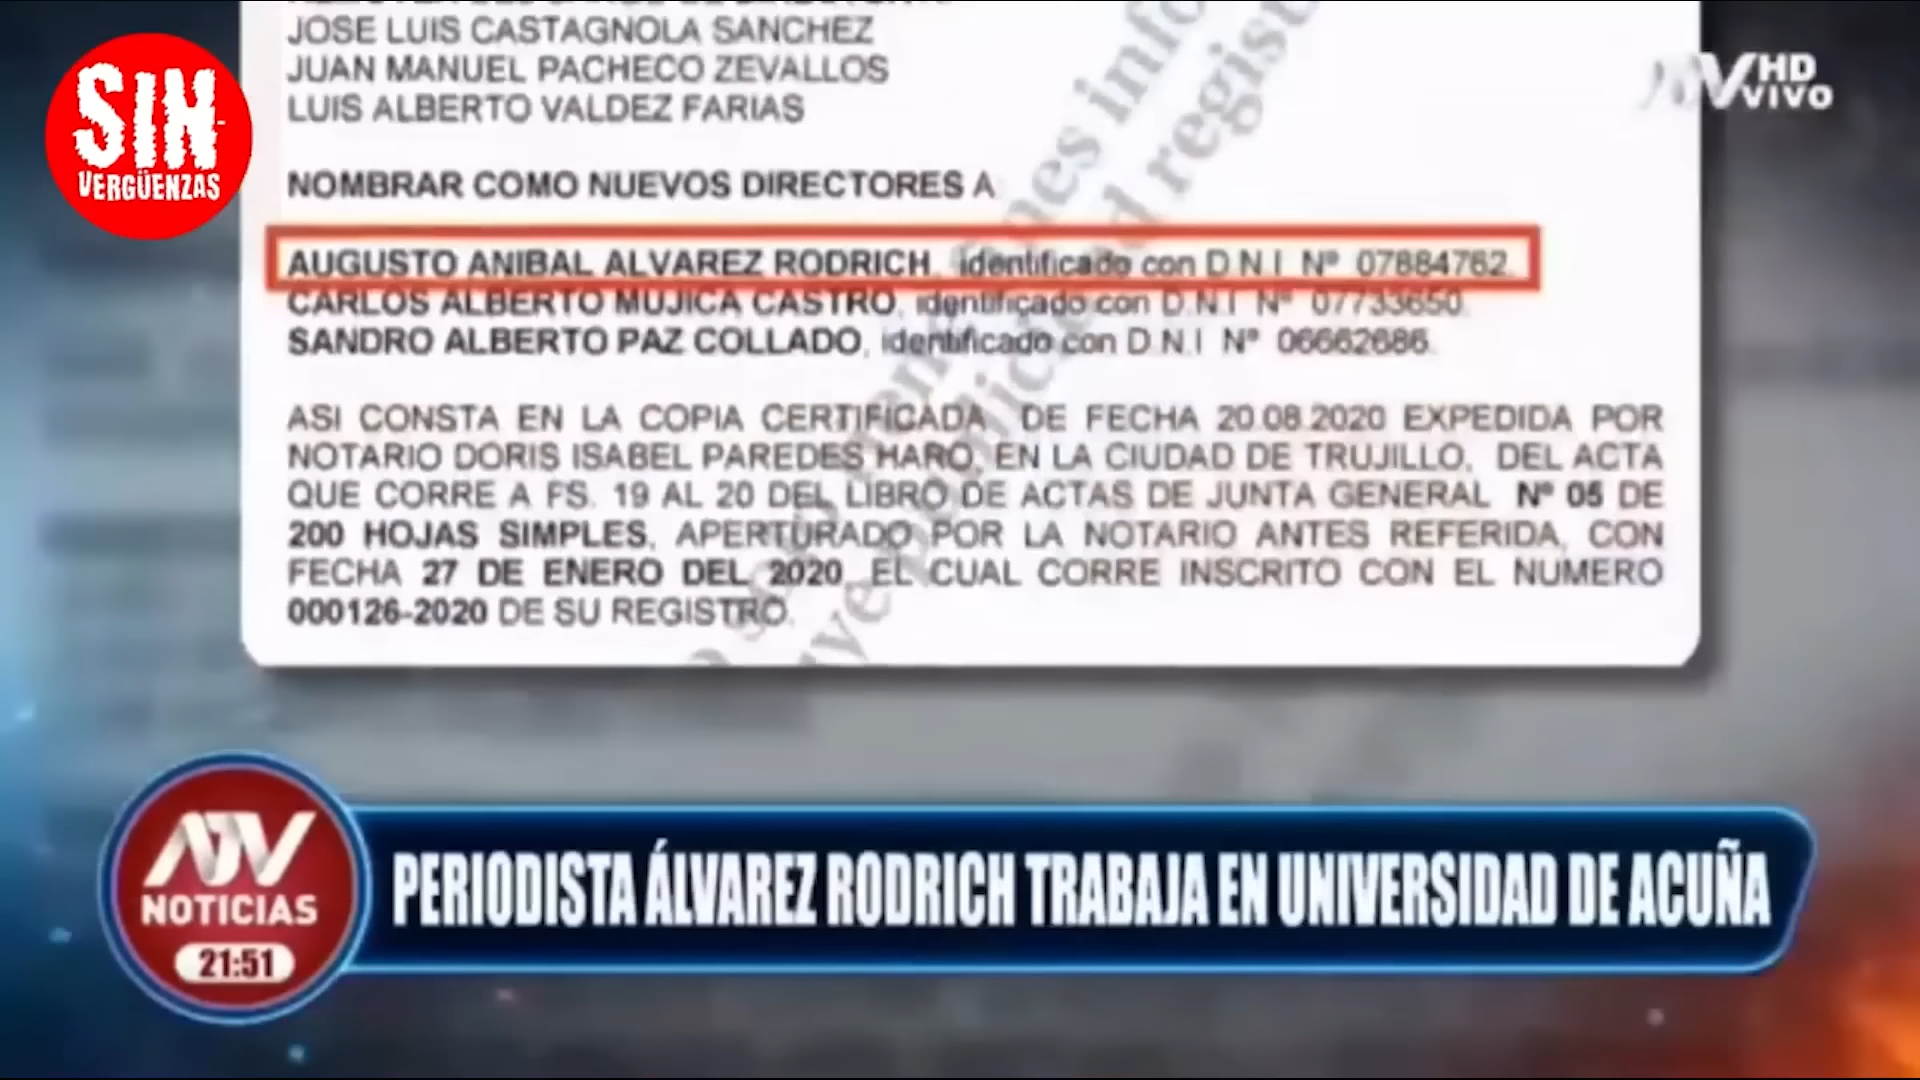 JOSE LUIS CASTAGNOLA SANCHEZ
JUAN MANUEL PACHECO ZEVALLOS
LUIS ALBERTO VALDEZ FARIAS
SIN
VERGÜENZAS
ATV HD
VIVO
NOMBRAR COMO NUEVOS DIRECTORES A
AUGUSTO ANIBAL ALVAREZ RODRICH, identificado con D.N.I. Nº 07884762.
CARLOS ALBERTO MUJICA CASTRO, identificado con D.N.I Nº 07733650.
SANDRO ALBERTO PAZ COLLADO, identificado con D.N.I Nº 06662686.
ASI CONSTA EN LA COPIA CERTIFICADA DE FECHA 20.08.2020 EXPEDIDA POR
NOTARIO DORIS ISABEL PAREDES HARO, EN LA CIUDAD DE TRUJILLO, DEL ACTA
QUE CORRE A FS. 19 AL 20 DEL LIBRO DE ACTAS DE JUNTA GENERAL Nº 05 DE
200 HOJAS SIMPLES, APERTURADO POR LA NOTARIO ANTES REFERIDA, CON
FECHA 27 DE ENERO DEL 2020, EL CUAL CORRE INSCRITO CON EL NUMERO
000126-2020 DE SU REGISTRO.
ATV
NOTICIAS
21:51
PERIODISTA ÁLVAREZ RODRICH TRABAJA EN UNIVERSIDAD DE ACUÑA